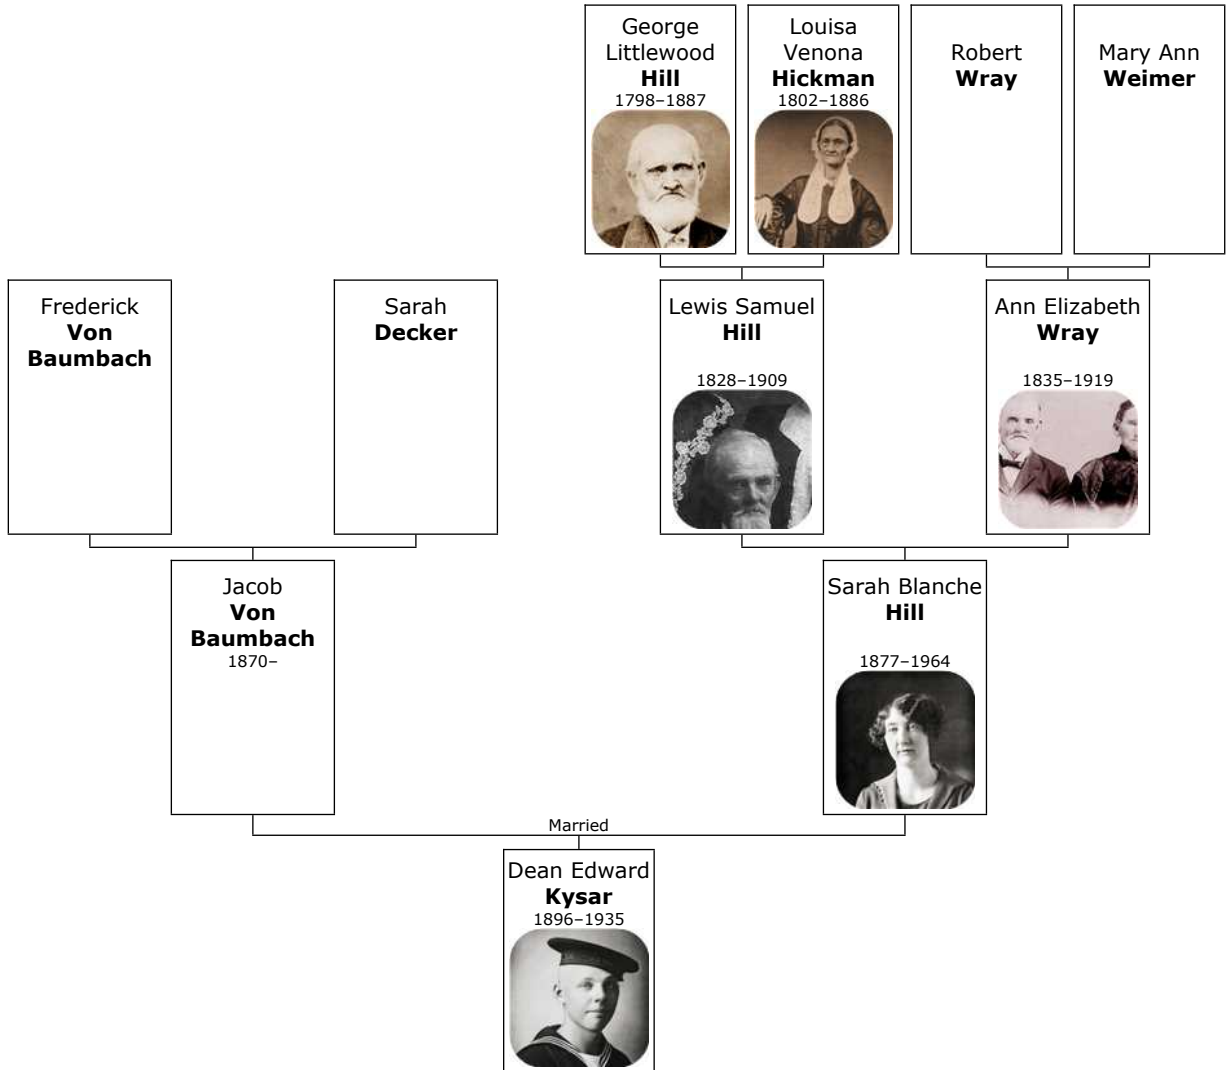 George
Littlewood
Hill
1798–1887
Louisa
Venona
Hickman
1802–1886
Robert
Wray
Mary Ann
Weimer
Frederick
Von
Baumbach
Sarah
Decker
Lewis Samuel
Hill
1828–1909
Ann Elizabeth
Wray
1835–1919
Jacob
Von
Baumbach
1870–
Sarah Blanche
Hill
1877–1964
Married
Dean Edward
Kysar
1896–1935